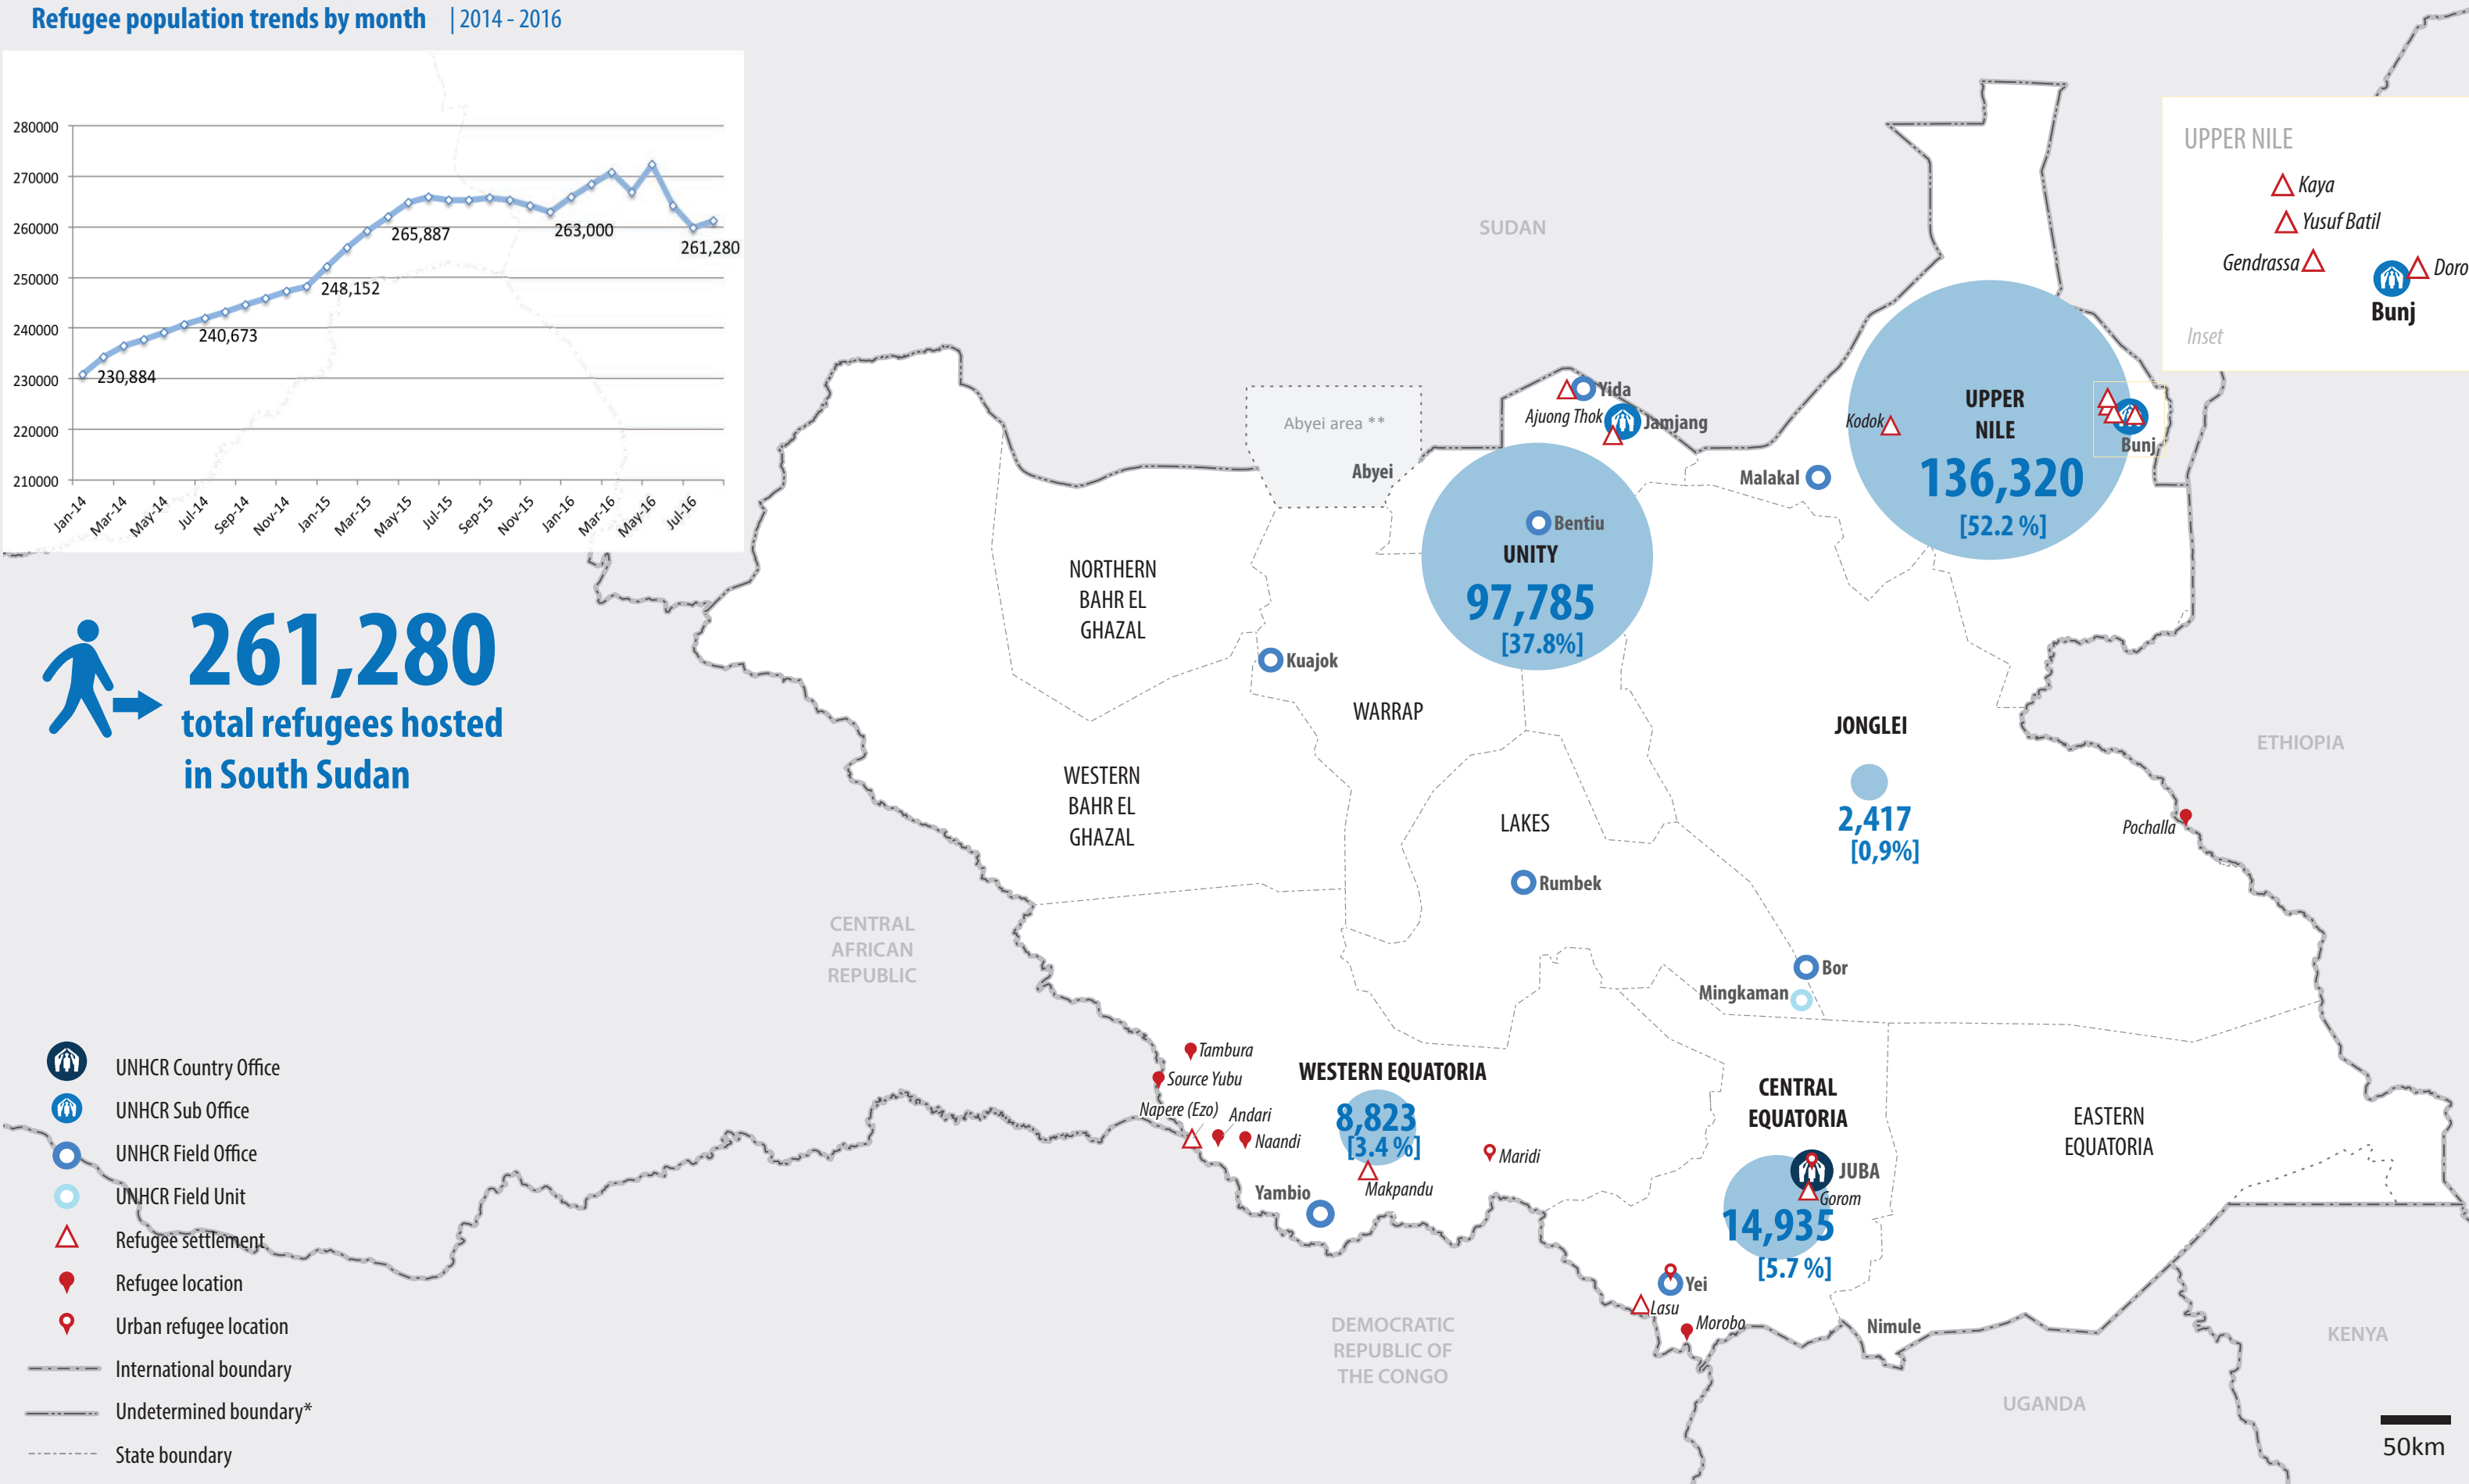 Refugee population trends by month | 2014 - 2016
280000
270000
260000
250000
240000
230000
220000
210000
230,884
240,673
248,152
265,887
263,000
261,280
Jan-14
Mar-14
May-14
Jul-14
Sep-14
Nov-14
Jan-15
Mar-15
May-15
Jul-15
Sep-15
Nov-15
Jan-16
Mar-16
May-16
Jul-16
261,280
total refugees hosted
in South Sudan
UNHCR Country Office
UNHCR Sub Office
UNHCR Field Office
UNHCR Field Unit
Refugee settlement
Refugee location
Urban refugee location
International boundary
Undetermined boundary*
State boundary
SUDAN
UPPER NILE
Kaya
Yusuf Batil
Gendrassa
Doro
Bunj
Inset
Abyei area **
Abyei
Yida
Ajuong Thok
Jamjang
Kodok
UPPER
NILE
136,320
[52.2 %]
Bunj
Malakal
Bentiu
UNITY
97,785
[37.8%]
NORTHERN
BAHR EL
GHAZAL
Kuajok
WARRAP
WESTERN
BAHR EL
GHAZAL
LAKES
Rumbek
JONGLEI
2,417
[0,9%]
Pochalla
ETHIOPIA
CENTRAL
AFRICAN
REPUBLIC
Bor
Mingkaman
Tambura
Source Yubu
Napere (Ezo)
Andari
Naandi
WESTERN EQUATORIA
8,823
[3.4 %]
Makpandu
Maridi
Yambio
CENTRAL
EQUATORIA
JUBA
Gorom
14,935
[5.7 %]
Yei
Lasu
Morobo
Nimule
EASTERN
EQUATORIA
DEMOCRATIC
REPUBLIC OF
THE CONGO
UGANDA
KENYA
50km